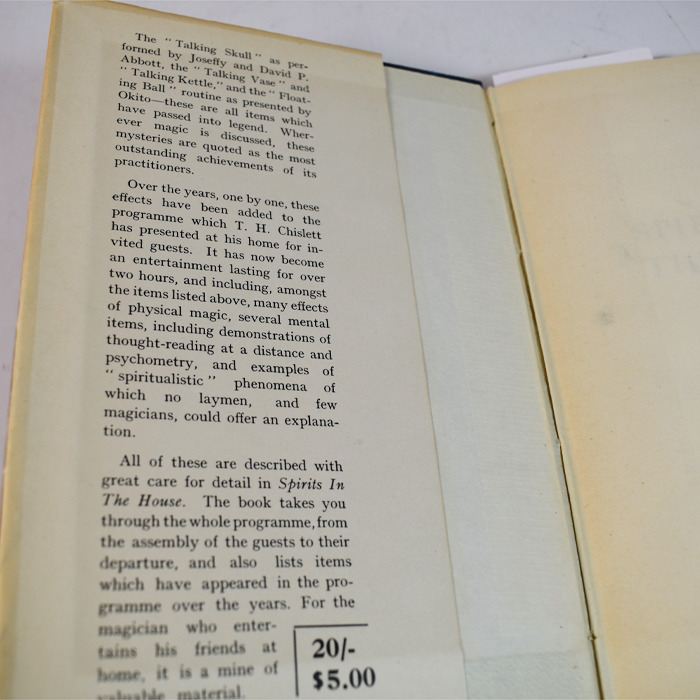 The “ Talking Skull ” as per-
formed by Joseffy and David P.
Abbott, the “ Talking Vase ” and
“ Talking Kettle,” and the “ Float-
ing Ball ” routine as presented by
Okito—these are all items which
have passed into legend. Wher-
ever magic is discussed, these
mysteries are quoted as the most
outstanding achievements of its
practitioners.
Over the years, one by one, these
effects have been added to the
programme which T. H. Chislett
has presented at his home for in-
vited guests. It has now become
an entertainment lasting for over
two hours, and including, amongst
the items listed above, many effects
of physical magic, several mental
items, including demonstrations of
thought-reading at a distance and
psychometry, and examples of
“ spiritualistic ” phenomena of
which no laymen, and few
magicians, could offer an explana-
tion.
All of these are described with
great care for detail in Spirits In
The House. The book takes you
through the whole programme, from
the assembly of the guests to their
departure, and also lists items
which have appeared in the pro-
gramme over the years. For the
magician who enter-
tains his friends at
home, it is a mine of
valuable material.
20/-
$5.00